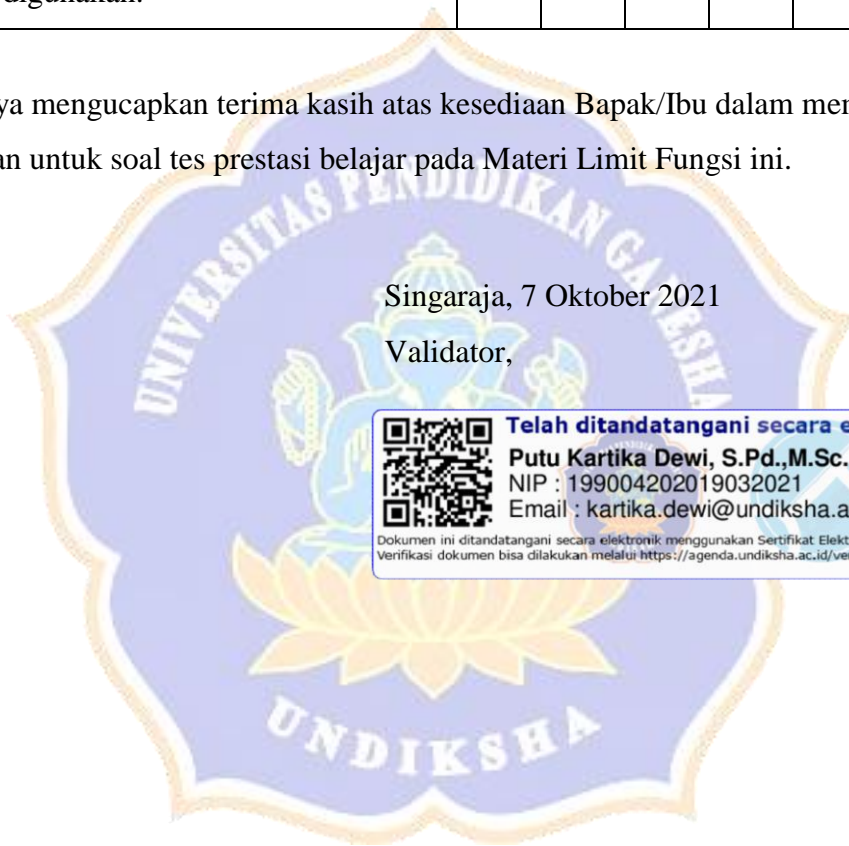 digunakan.
ya mengucapkan terima kasih atas kesediaan Bapak/Ibu dalam mem
an untuk soal tes prestasi belajar pada Materi Limit Fungsi ini.
UNIVERSITAS PENDIDIKAN GANESHA
Singaraja, 7 Oktober 2021
Validator,
Telah ditandatangani secara e
Putu Kartika Dewi, S.Pd.,M.Sc.
NIP : 199004202019032021
Email : kartika.dewi@undiksha.a
Dokumen ini ditandatangani secara elektronik menggunakan Sertifikat Elekt
Verifikasi dokumen bisa dilakukan melalui https://agenda.undiksha.ac.id/ver
UNDIKSHA